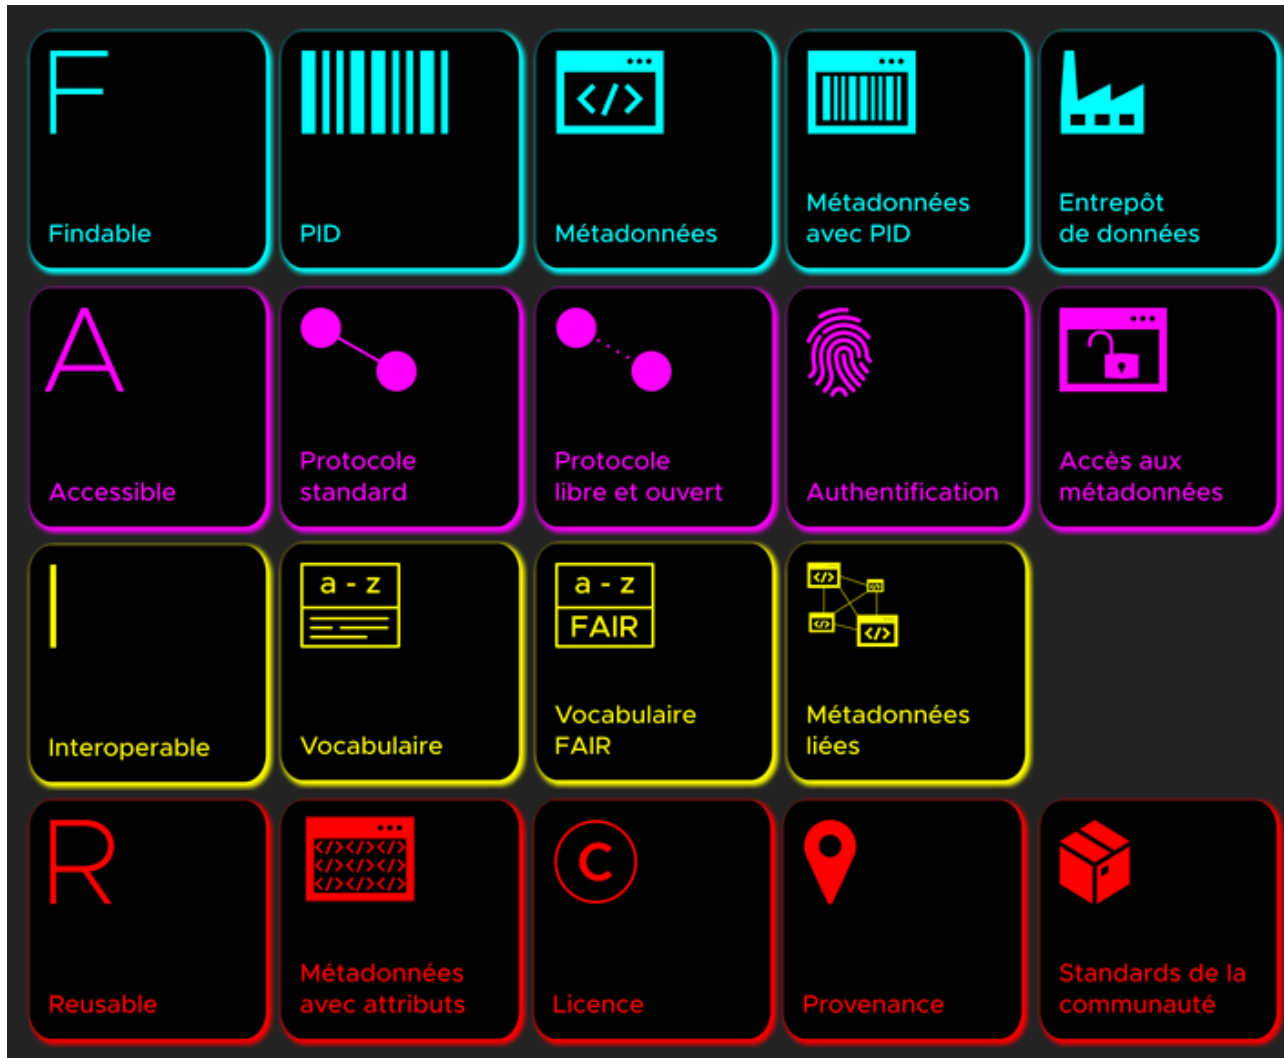 F
Findable
PID
</>
Métadonnées
Métadonnées
avec PID
Entrepôt
de données
A
Accessible
Protocole
standard
Protocole
libre et ouvert
Authentification
Accès aux
métadonnées
I
Interoperable
a - z
Vocabulaire
a - z
FAIR
Vocabulaire
FAIR
</>
</>
</>
</>
Métadonnées
liées
R
Reusable
</></></>
</></></>
</></></>
Métadonnées
avec attributs
C
Licence
Provenance
Standards de la
communauté